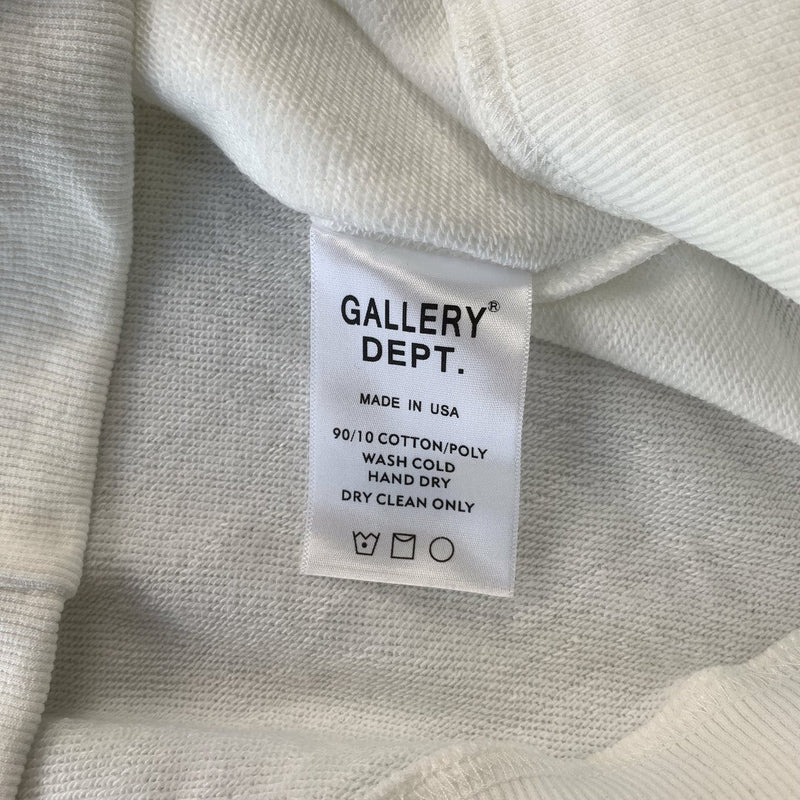 GALLERY®
DEPT.
MADE IN USA
90/10 COTTON/POLY
WASH COLD
HAND DRY
DRY CLEAN ONLY